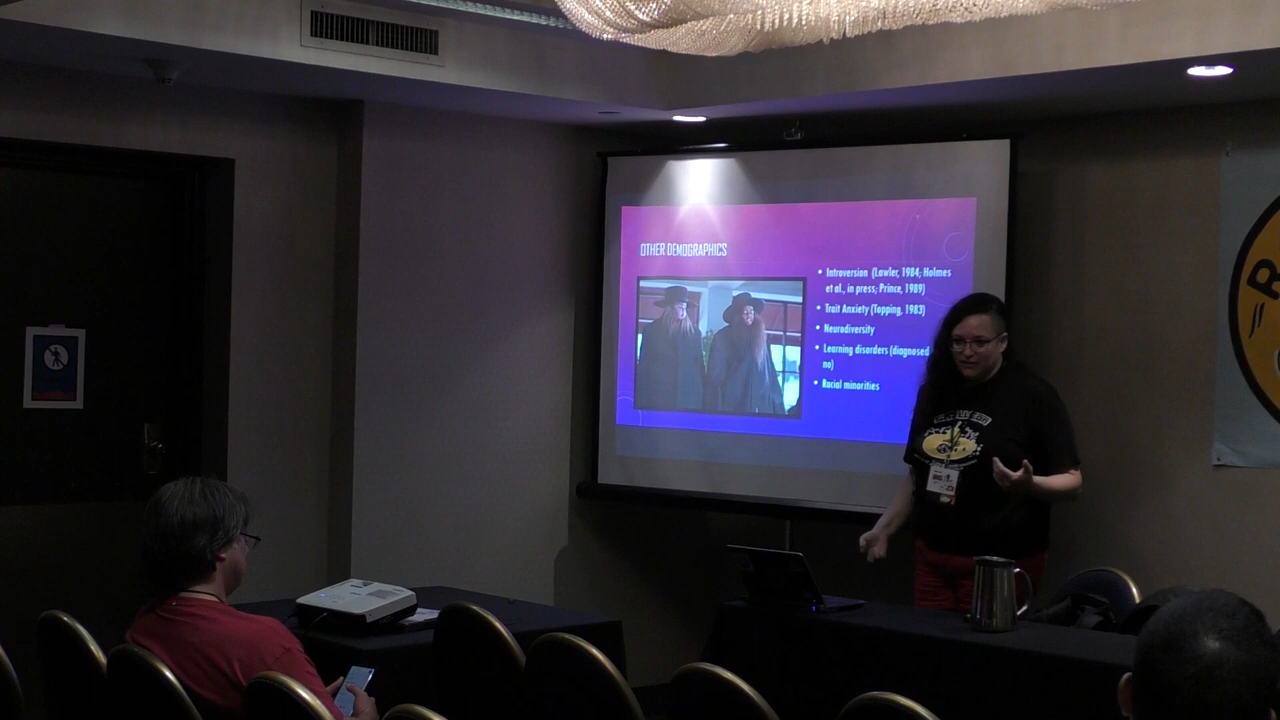 OTHER DEMOGRAPHICS
• Introversion (Lawler, 1984; Holmes
et al., in press; Prince, 1989)
• Trait Anxiety (Topping, 1983)
• Neurodiversity
• Learning disorders (diagnosed
no)
• Racial minorities